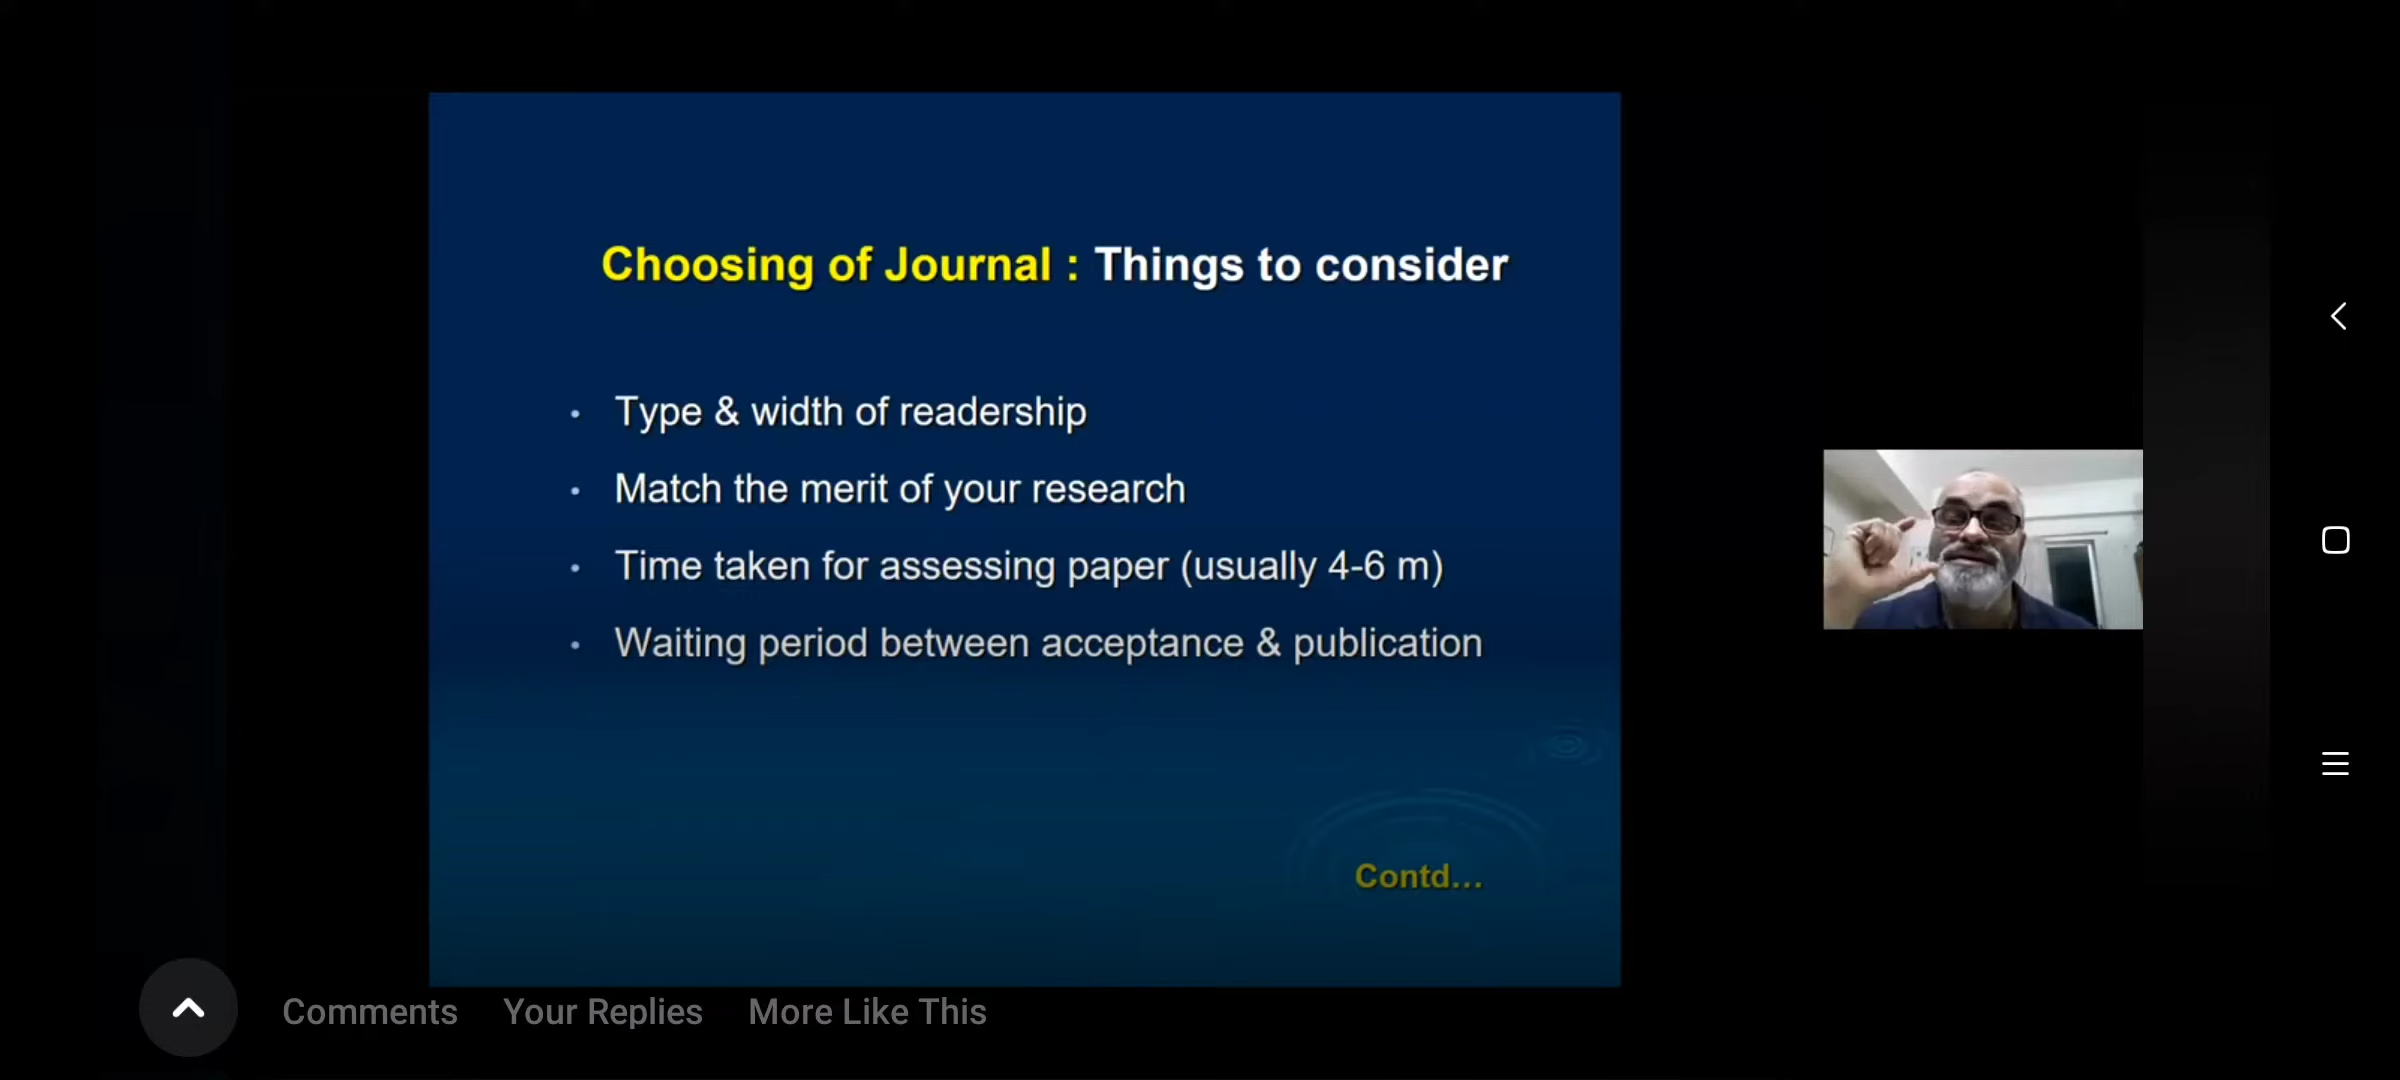 Choosing of Journal : Things to consider
• Type & width of readership
• Match the merit of your research
• Time taken for assessing paper (usually 4-6 m)
• Waiting period between acceptance & publication
Contd...
Comments Your Replies More Like This